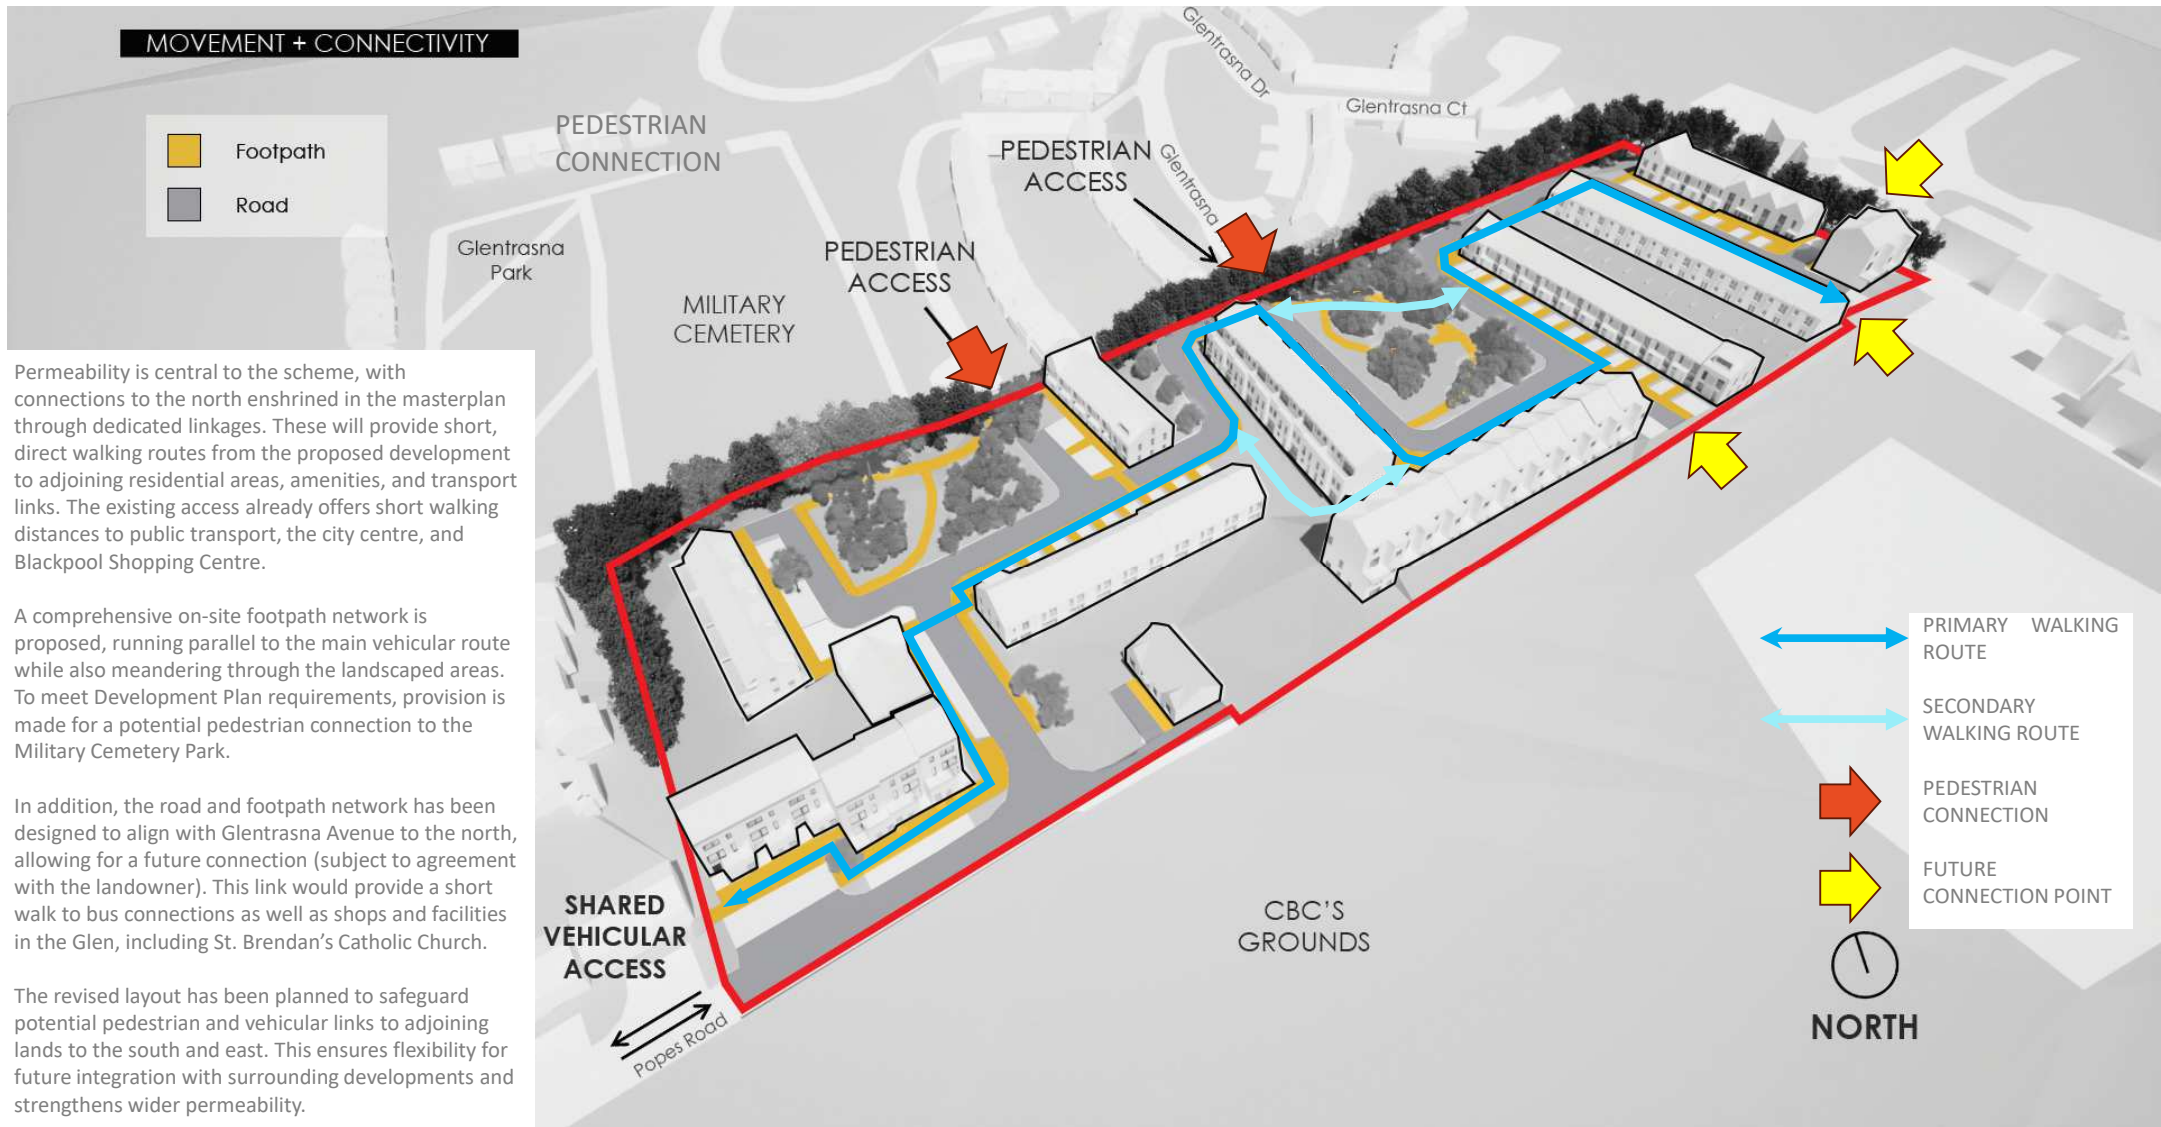 MOVEMENT + CONNECTIVITY
Footpath
Road
PEDESTRIAN
CONNECTION
Glentrasna
Park
MILITARY
CEMETERY
PEDESTRIAN
ACCESS
PEDESTRIAN
ACCESS
Glentrasna
Glentrasna Dr
Glentrasna Ct
Permeability is central to the scheme, with
connections to the north enshrined in the masterplan
through dedicated linkages. These will provide short,
direct walking routes from the proposed development
to adjoining residential areas, amenities, and transport
links. The existing access already offers short walking
distances to public transport, the city centre, and
Blackpool Shopping Centre.
A comprehensive on-site footpath network is
proposed, running parallel to the main vehicular route
while also meandering through the landscaped areas.
To meet Development Plan requirements, provision is
made for a potential pedestrian connection to the
Military Cemetery Park.
In addition, the road and footpath network has been
designed to align with Glentrasna Avenue to the north,
allowing for a future connection (subject to agreement
with the landowner). This link would provide a short
walk to bus connections as well as shops and facilities
in the Glen, including St. Brendan’s Catholic Church.
The revised layout has been planned to safeguard
potential pedestrian and vehicular links to adjoining
lands to the south and east. This ensures flexibility for
future integration with surrounding developments and
strengthens wider permeability.
SHARED
VEHICULAR
ACCESS
Popes Road
CBC’S
GROUNDS
PRIMARY WALKING
ROUTE
SECONDARY
WALKING ROUTE
PEDESTRIAN
CONNECTION
FUTURE
CONNECTION POINT
NORTH